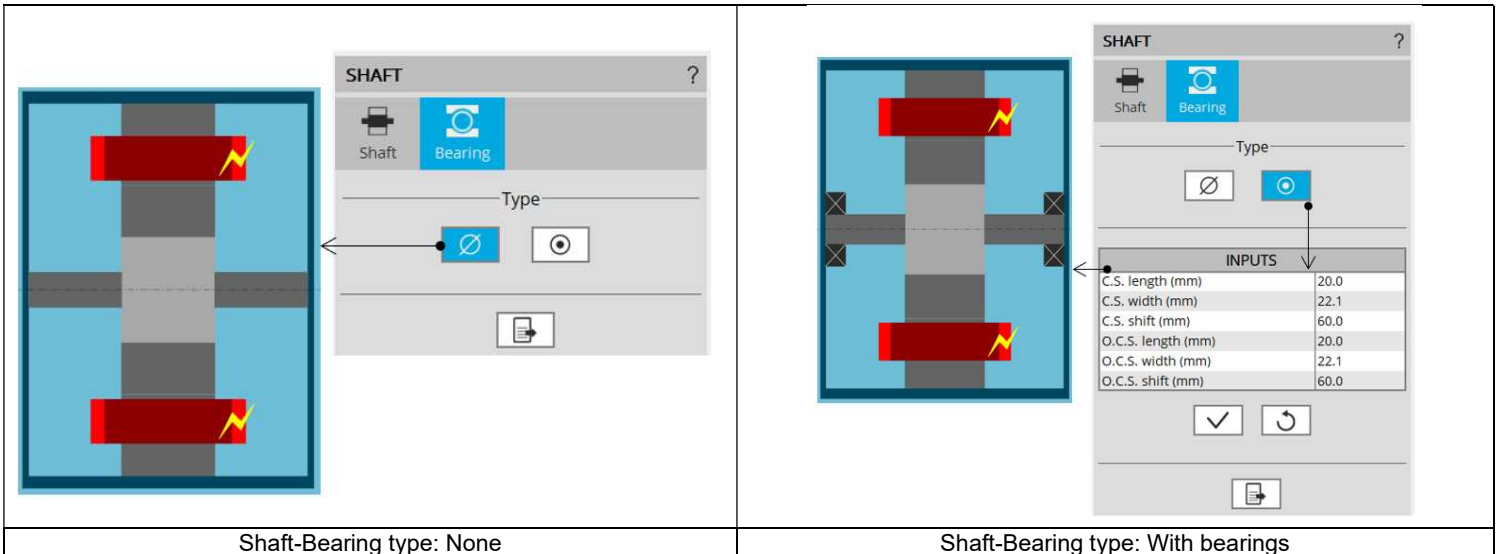 SHAFT ?
Shaft Bearing
Type
Shaft-Bearing type: None
SHAFT ?
Shaft Bearing
Type
INPUTS
C.S. length (mm) 20.0
C.S. width (mm) 22.1
C.S. shift (mm) 60.0
O.C.S. length (mm) 20.0
O.C.S. width (mm) 22.1
O.C.S. shift (mm) 60.0
Shaft-Bearing type: With bearings